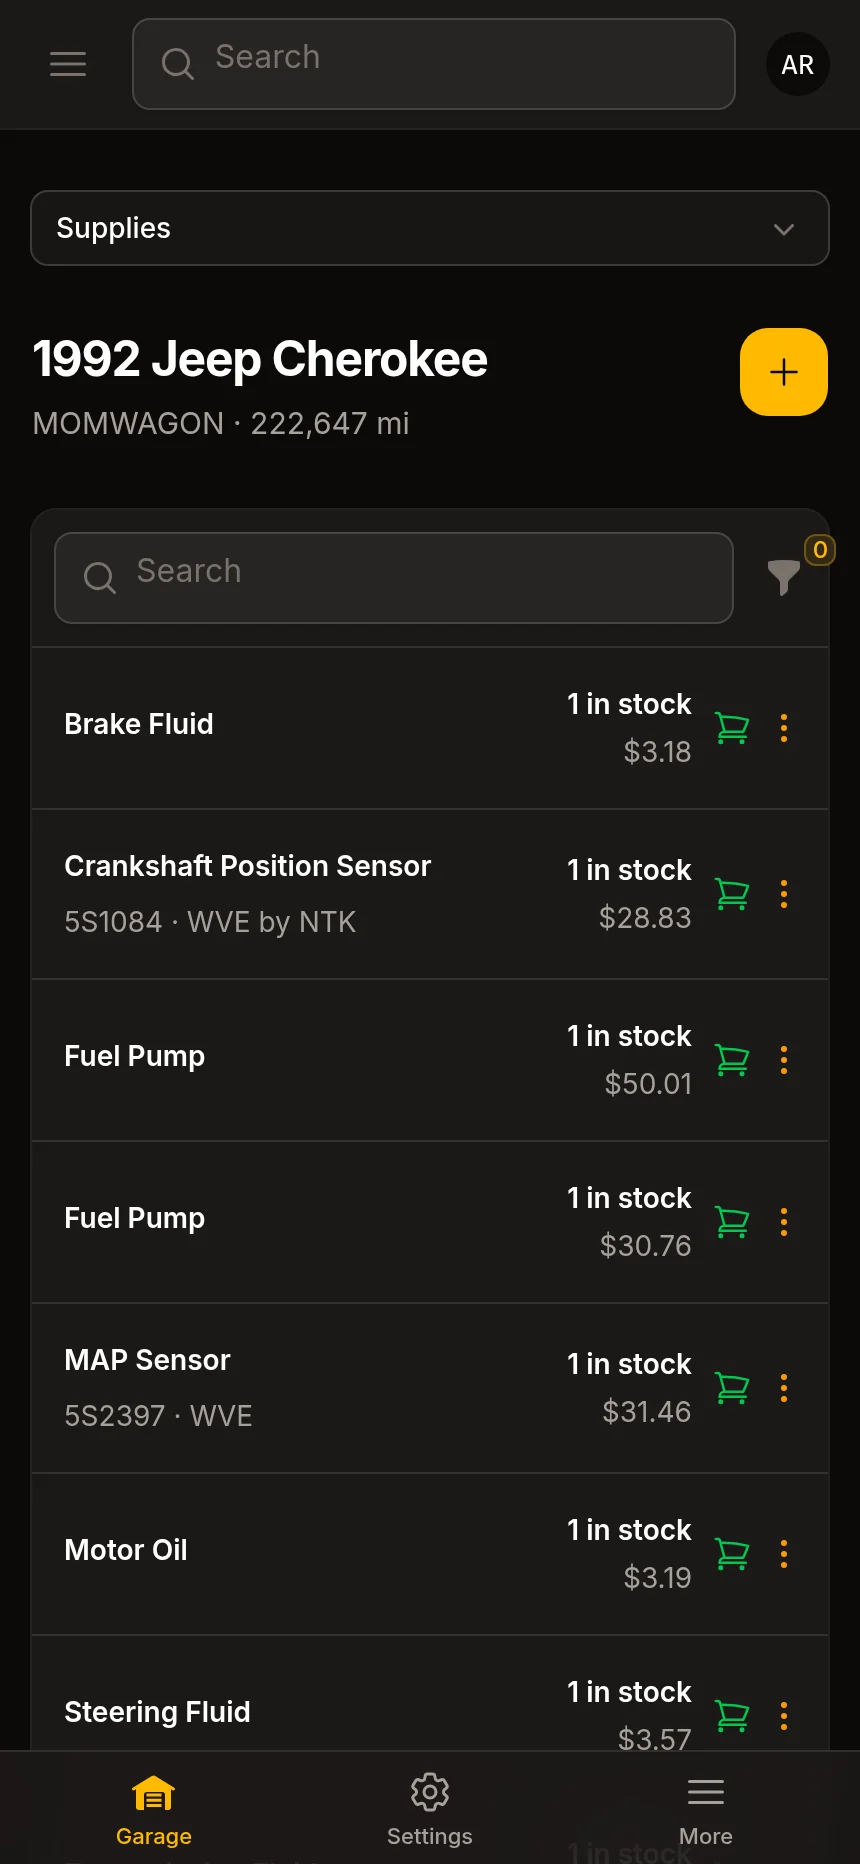 Search
AR
Supplies
1992 Jeep Cherokee
MOMWAGON · 222,647 mi
Search
0
Brake Fluid
1 in stock
$3.18
Crankshaft Position Sensor
5S1084 · WVE by NTK
1 in stock
$28.83
Fuel Pump
1 in stock
$50.01
Fuel Pump
1 in stock
$30.76
MAP Sensor
5S2397 · WVE
1 in stock
$31.46
Motor Oil
1 in stock
$3.19
Steering Fluid
1 in stock
$3.57
1 in stock
Garage
Settings
More